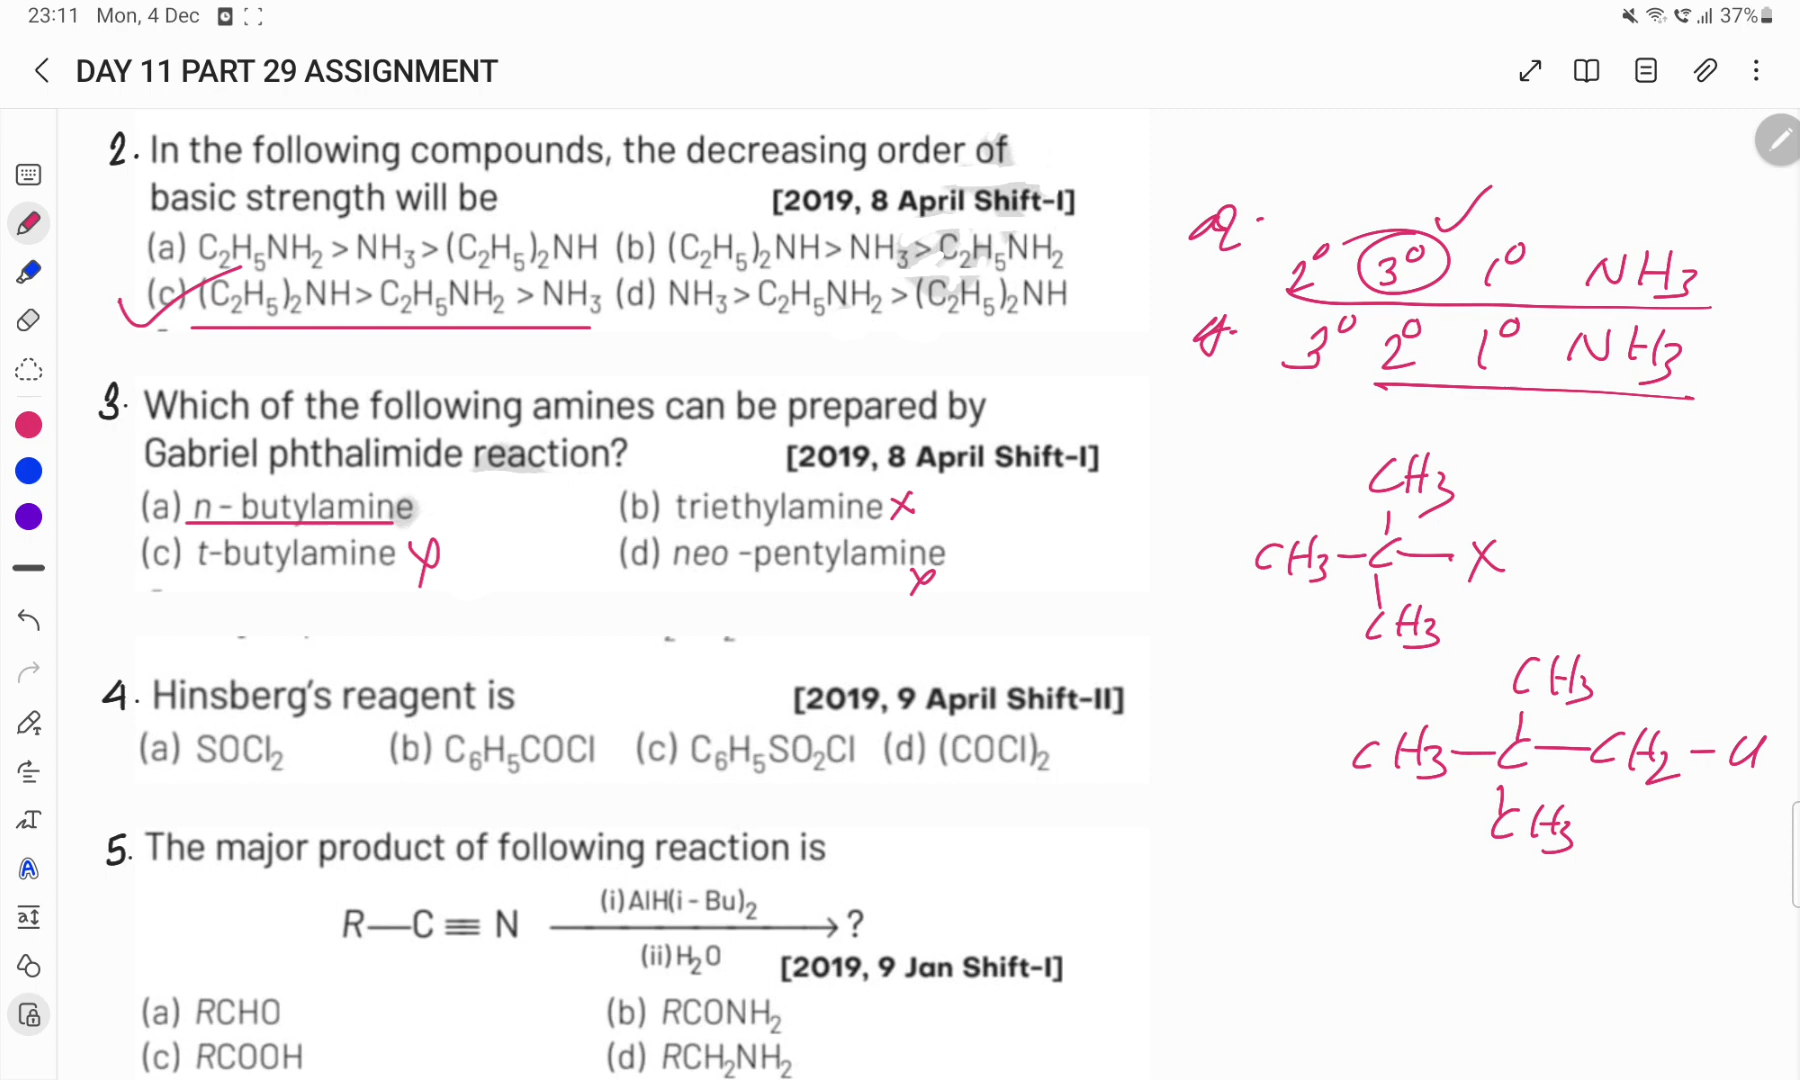 23:11 Mon, 4 Dec
37%
DAY 11 PART 29 ASSIGNMENT
2. In the following compounds, the decreasing order of
basic strength will be [2019, 8 April Shift-I]
(a) C₂H₅NH₂ > NH₃ > (C₂H₅)₂NH (b) (C₂H₅)₂NH > NH₃ > C₂H₅NH₂
(c) (C₂H₅)₂NH > C₂H₅NH₂ > NH₃ (d) NH₃ > C₂H₅NH₂ > (C₂H₅)₂NH
3. Which of the following amines can be prepared by
Gabriel phthalimide reaction? [2019, 8 April Shift-I]
(a) n - butylamine (b) triethylamine x
(c) t-butylamine (d) neo -pentylamine
4. Hinsberg's reagent is [2019, 9 April Shift-II]
(a) SOCl₂ (b) C₆H₅COCl (c) C₆H₅SO₂Cl (d) (COCl)₂
5. The major product of following reaction is
(i) AlH(i - Bu)₂
R—C≡N ⟶ ?
(ii) H₂O [2019, 9 Jan Shift-I]
(a) RCHO (b) RCONH₂
(c) RCOOH (d) RCH₂NH₂
2° 3° 1° NH₃
3° 2° 1° NH₃
CH₃
CH₃—C—X
CH₃
CH₃
CH₃—C—CH₂—Cl
CH₃